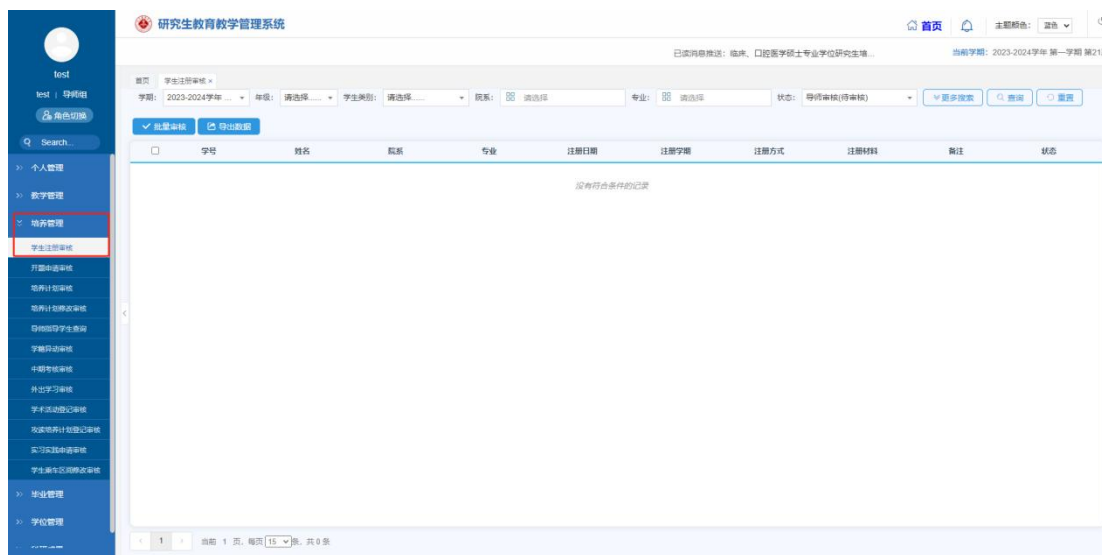 研究生教育教学管理系统
首页
主题颜色： 蓝色
已读消息推送：临床、口腔医学硕士专业学位研究生培...
当前学期：2023-2024学年 第一学期 第21
test
test | 导师组
角色切换
Search...
个人管理
教学管理
培养管理
学生注册审核
开题申请审核
培养计划审核
培养计划修改审核
导师指导学生查询
学籍异动审核
中期考核审核
外出学习审核
学术活动登记审核
攻读培养计划登记审核
实习实践申请审核
学生乘车区间修改审核
毕业管理
学位管理
首页 学生注册审核 ×
学期： 2023-2024学年 ... 年级： 请选择...... 学生类别： 请选择...... 院系： 请选择 专业： 请选择 状态： 导师审核(待审核) 更多搜索 查询 重置
批量审核 导出数据
学号 姓名 院系 专业 注册日期 注册学期 注册方式 注册材料 备注 状态
没有符合条件的记录
1 当前 1 页, 每页 15 条, 共 0 条